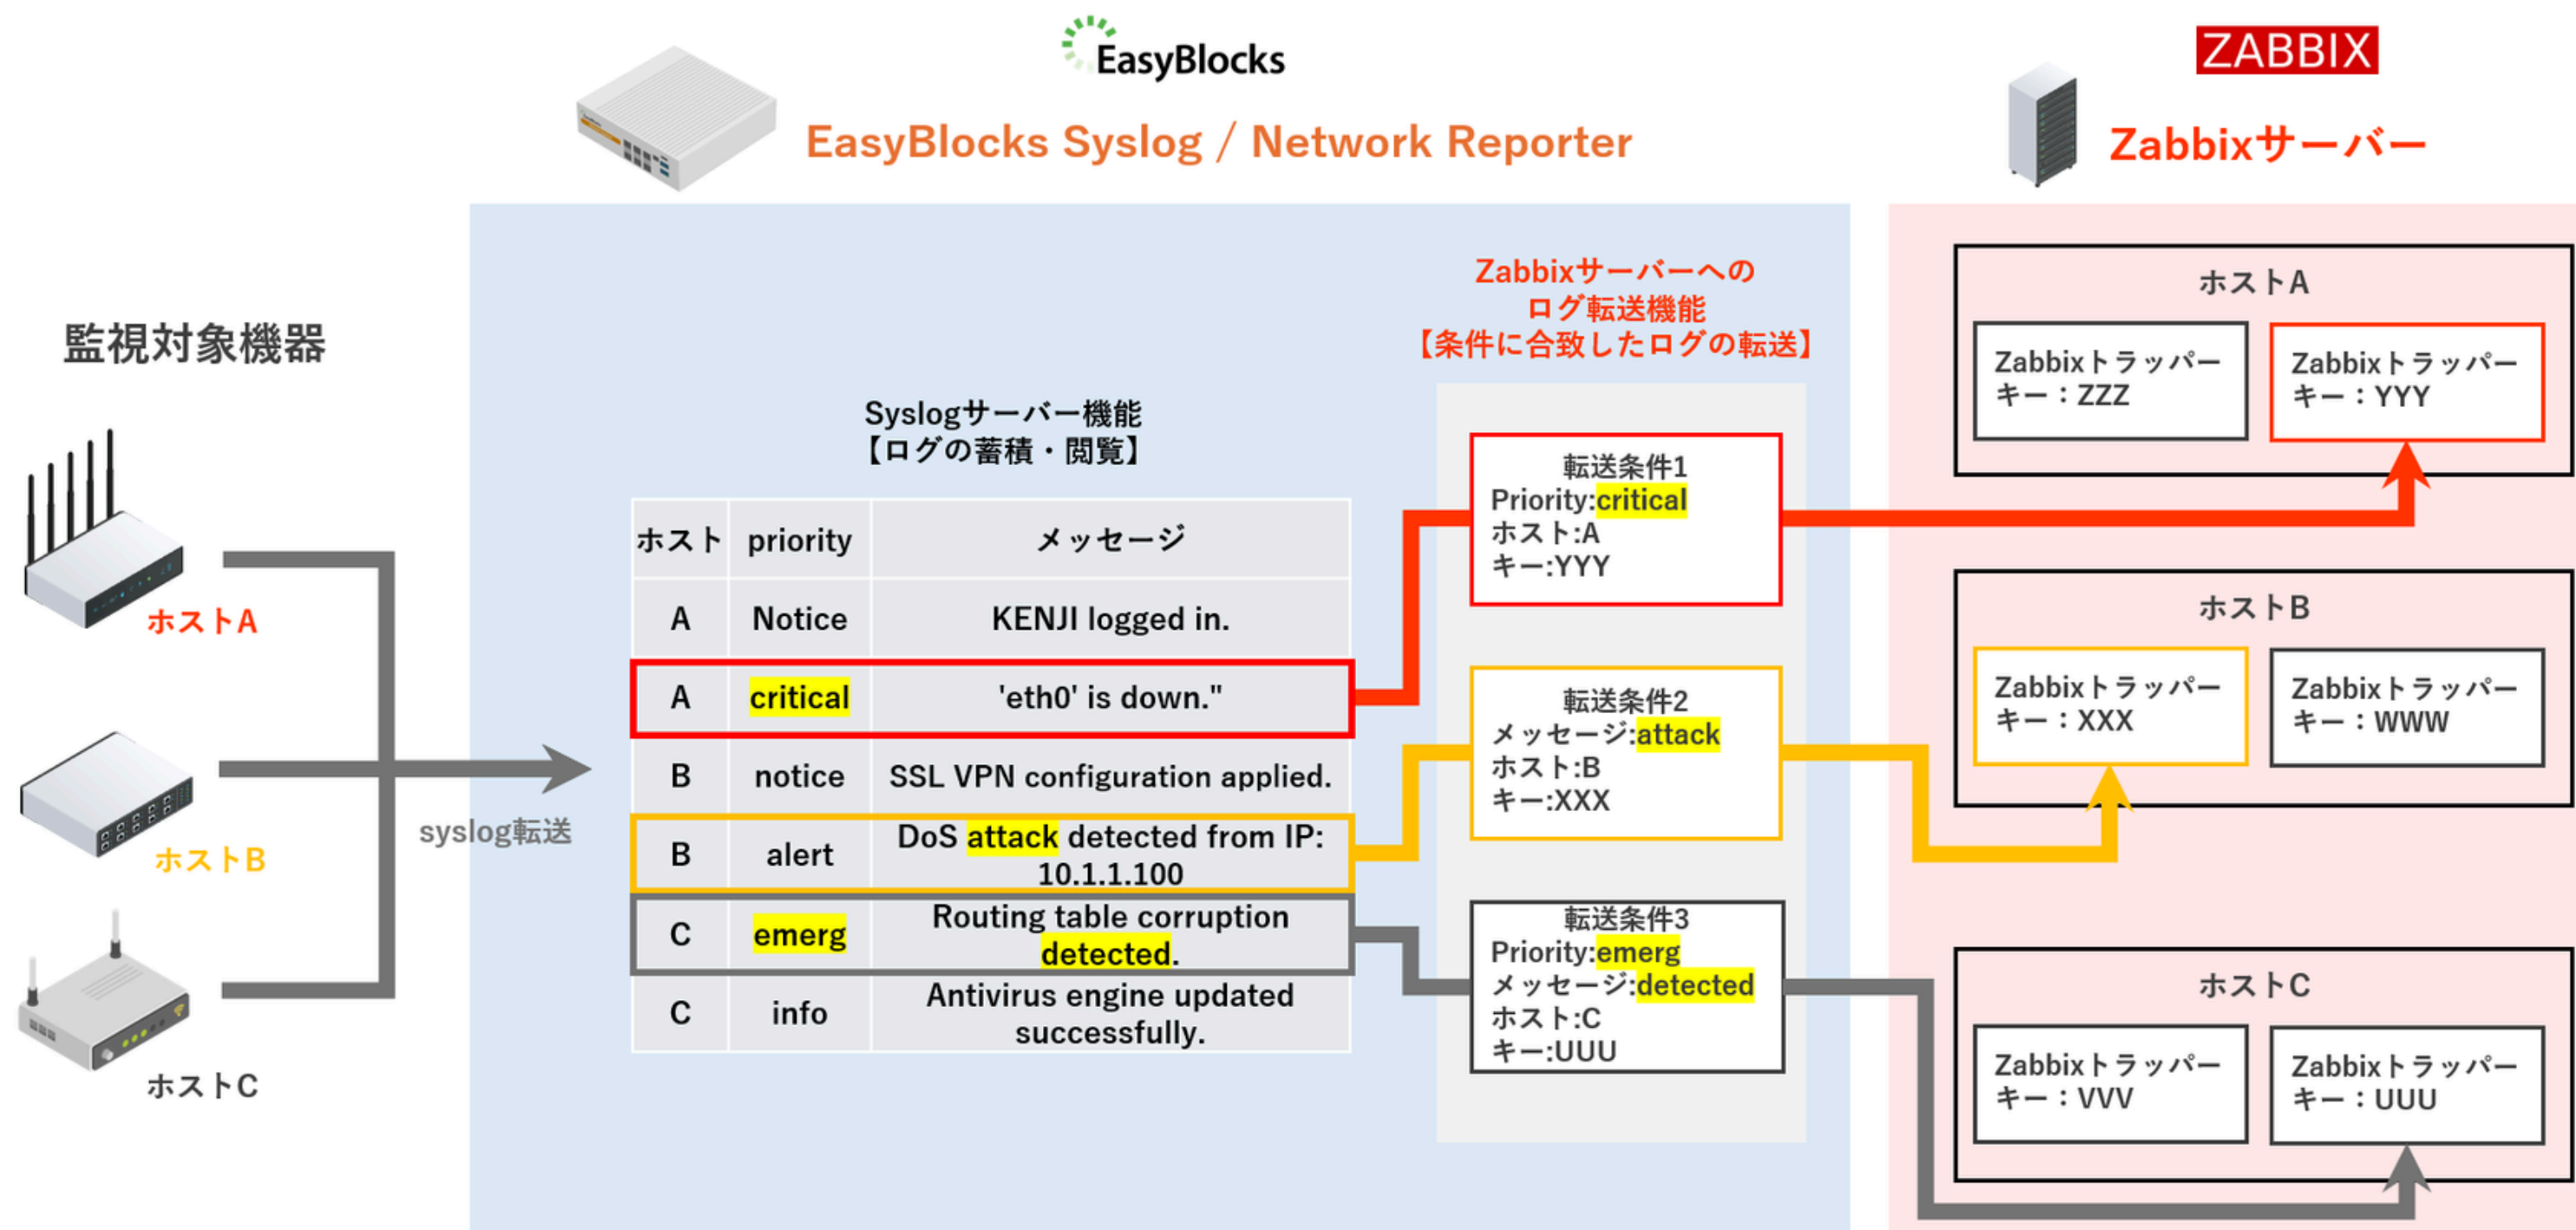 EasyBlocks
EasyBlocks Syslog / Network Reporter
ZABBIX
Zabbixサーバー
監視対象機器
ホストA
ホストB
ホストC
syslog転送
Syslogサーバー機能
【ログの蓄積・閲覧】
ホスト priority メッセージ
A Notice KENJI logged in.
A critical 'eth0' is down."
B notice SSL VPN configuration applied.
B alert DoS attack detected from IP:
10.1.1.100
C emerg Routing table corruption
detected.
C info Antivirus engine updated
successfully.
Zabbixサーバーへの
ログ転送機能
【条件に合致したログの転送】
転送条件1
Priority:critical
ホスト:A
キー:YYY
転送条件2
メッセージ:attack
ホスト:B
キー:XXX
転送条件3
Priority:emerg
メッセージ:detected
ホスト:C
キー:UUU
ホストA
Zabbixトラッパー
キー：ZZZ
Zabbixトラッパー
キー：YYY
ホストB
Zabbixトラッパー
キー：XXX
Zabbixトラッパー
キー：WWW
ホストC
Zabbixトラッパー
キー：VVV
Zabbixトラッパー
キー：UUU